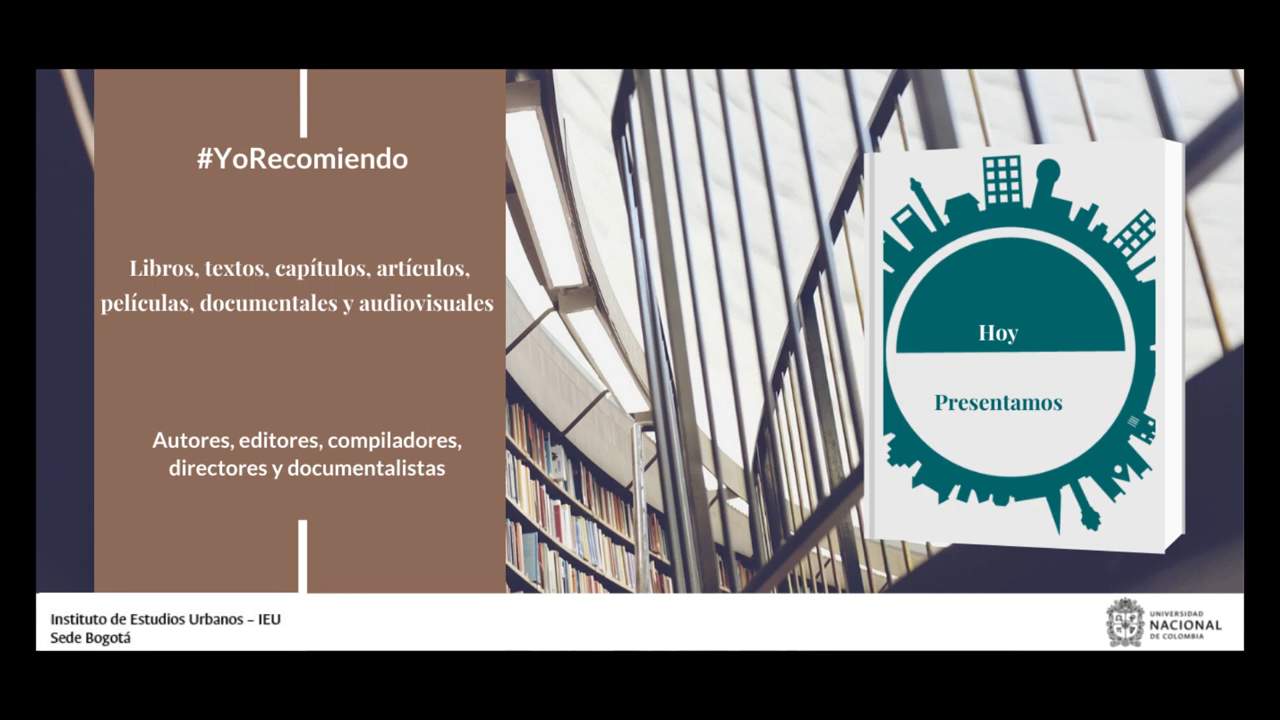 #YoRecomiendo
Libros, textos, capítulos, artículos,
películas, documentales y audiovisuales
Autores, editores, compiladores,
directores y documentalistas
Hoy
Presentamos
Instituto de Estudios Urbanos – IEU
Sede Bogotá
UNIVERSIDAD
NACIONAL
DE COLOMBIA